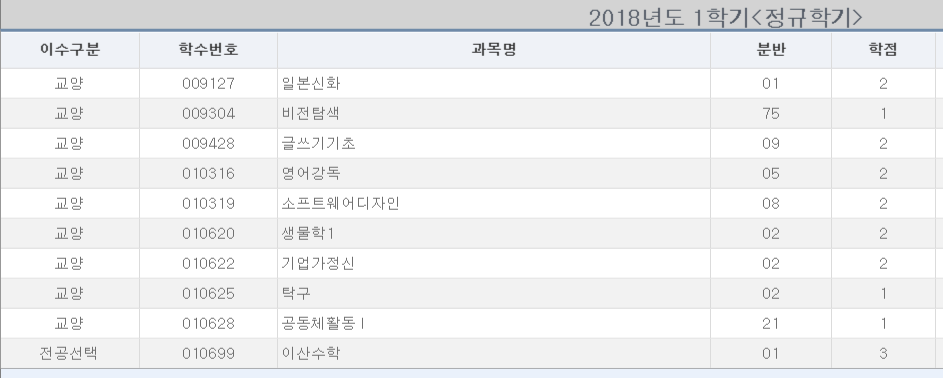 2018년도 1학기<정규학기>
이수구분 학수번호 과목명 분반 학점
교양 009127 일본신화 01 2
교양 009304 비전탐색 75 1
교양 009428 글쓰기기초 09 2
교양 010316 영어강독 05 2
교양 010319 소프트웨어디자인 08 2
교양 010620 생물학1 02 2
교양 010622 기업가정신 02 2
교양 010625 탁구 02 1
교양 010628 공동체활동Ⅰ 21 1
전공선택 010699 이산수학 01 3